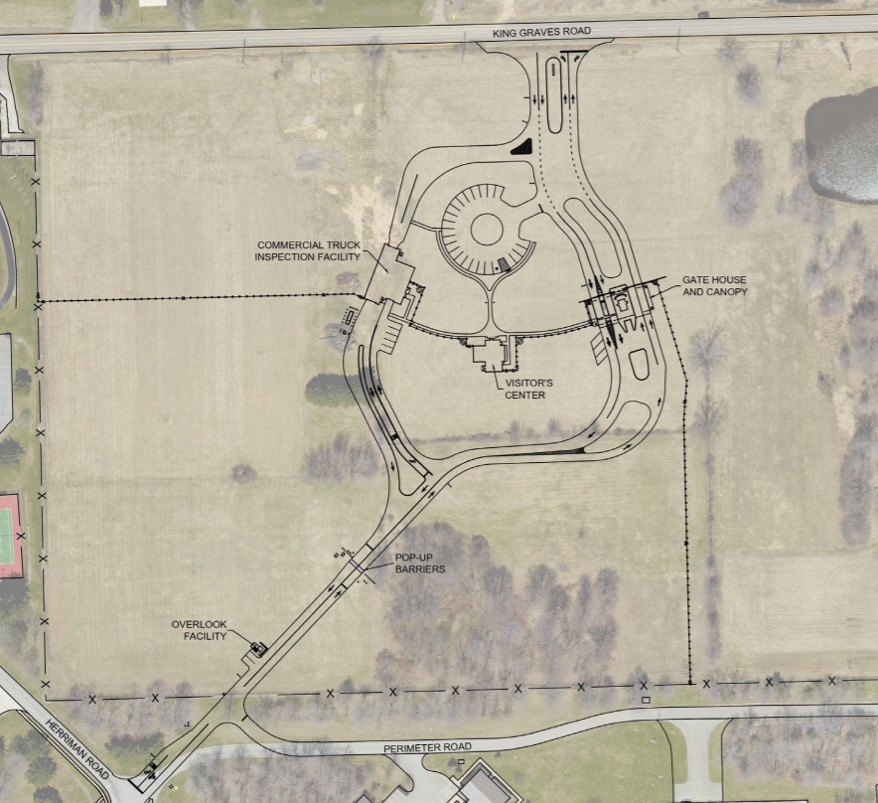 KING GRAVES ROAD
COMMERCIAL TRUCK
INSPECTION FACILITY
GATE HOUSE
AND CANOPY
VISITOR'S
CENTER
POP-UP
BARRIERS
OVERLOOK
FACILITY
HERRIMAN ROAD
PERIMETER ROAD